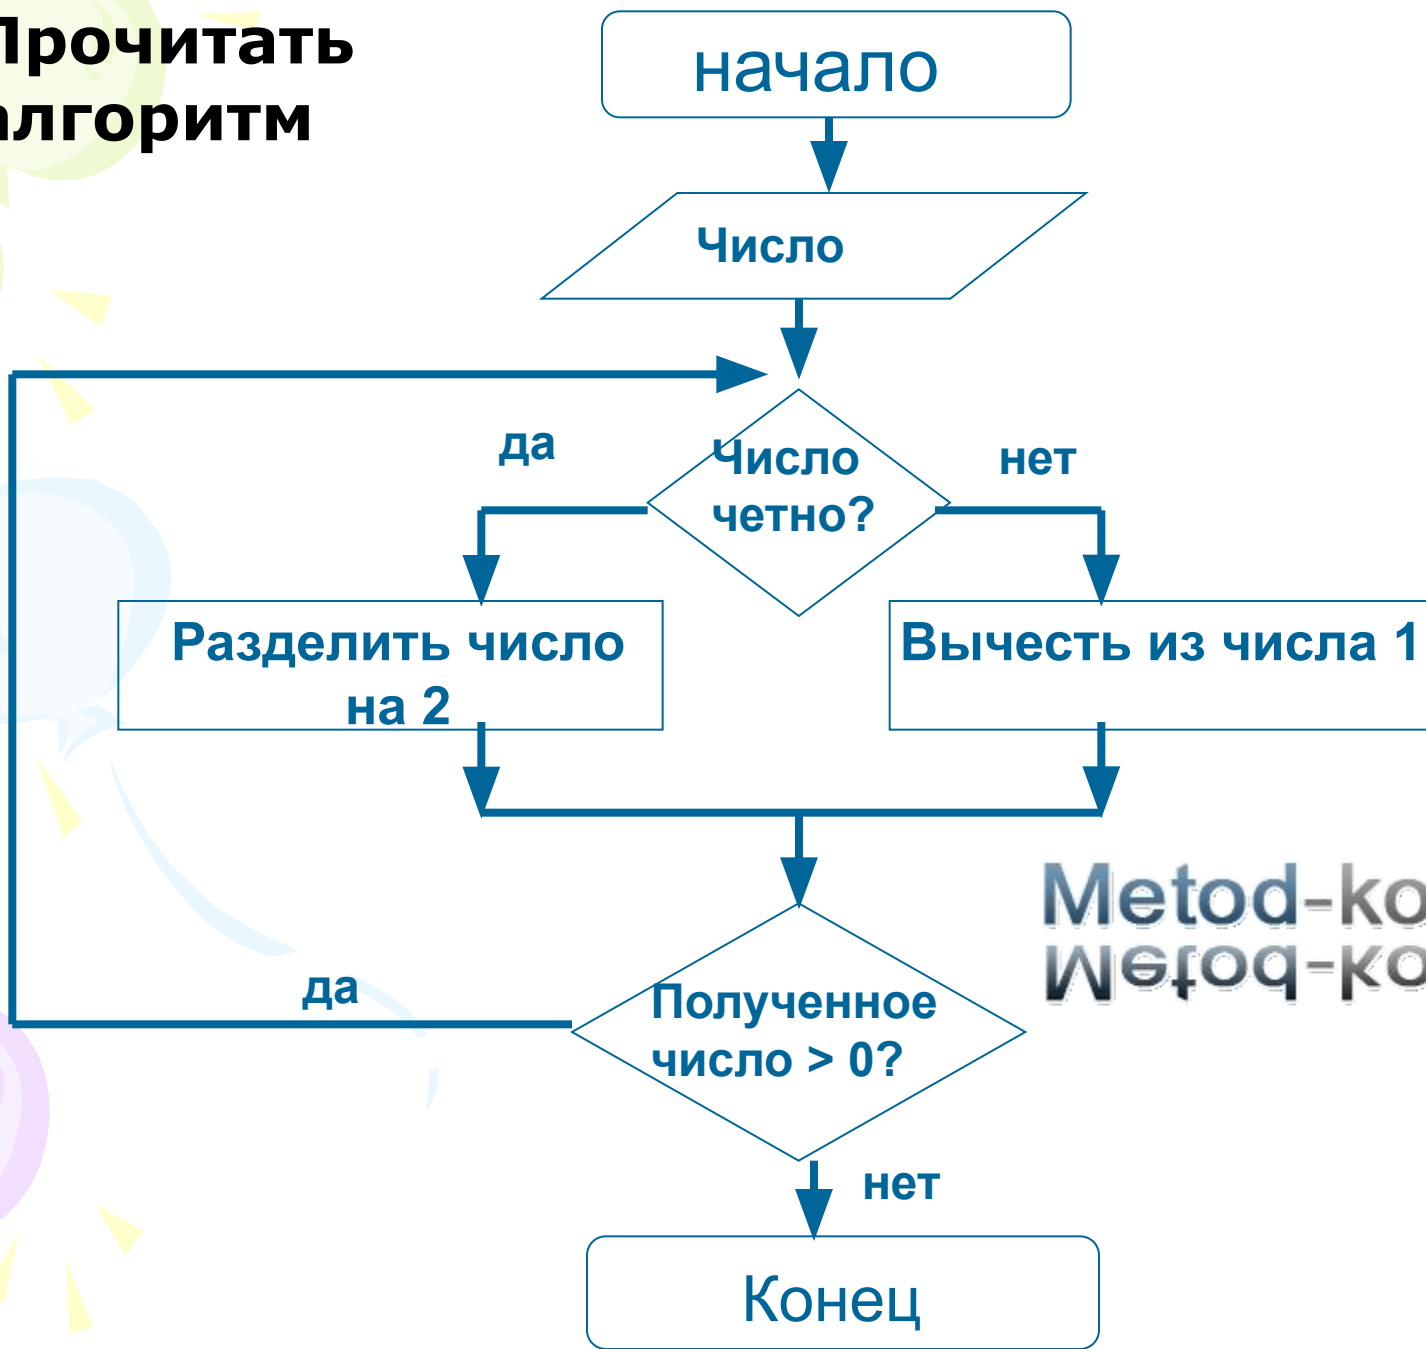 Прочитать
алгоритм
начало
Число
да
Число
четно?
нет
Разделить число
на 2
Вычесть из числа 1
Metod-ko
да
Полученное
число > 0?
нет
Конец